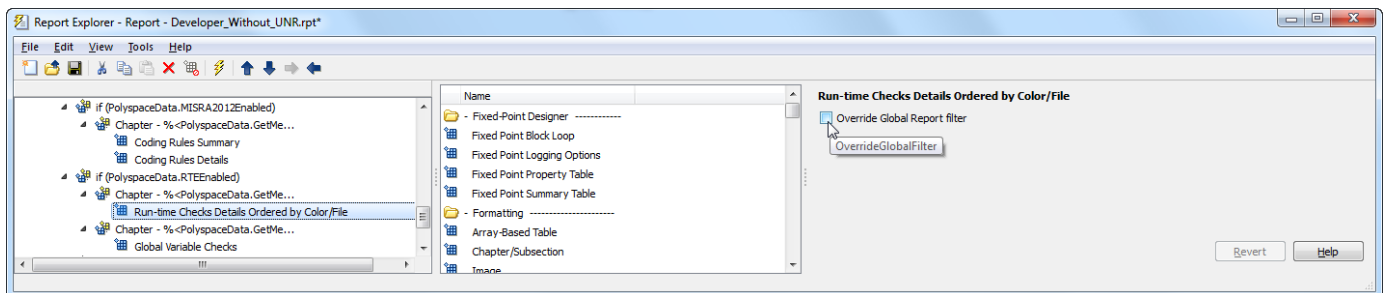 Report Explorer - Report - Developer_Without_UNR.rpt*
File Edit View Tools Help
if (PolyspaceData.MISRA2012Enabled)
Chapter - %<PolyspaceData.GetMe...
Coding Rules Summary
Coding Rules Details
if (PolyspaceData.RTEEnabled)
Chapter - %<PolyspaceData.GetMe...
Run-time Checks Details Ordered by Color/File
Chapter - %<PolyspaceData.GetMe...
Global Variable Checks
Name
- Fixed-Point Designer ------------
Fixed Point Block Loop
Fixed Point Logging Options
Fixed Point Property Table
Fixed Point Summary Table
- Formatting ----------------------
Array-Based Table
Chapter/Subsection
Image
Run-time Checks Details Ordered by Color/File
Override Global Report filter
OverrideGlobalFilter
Revert Help